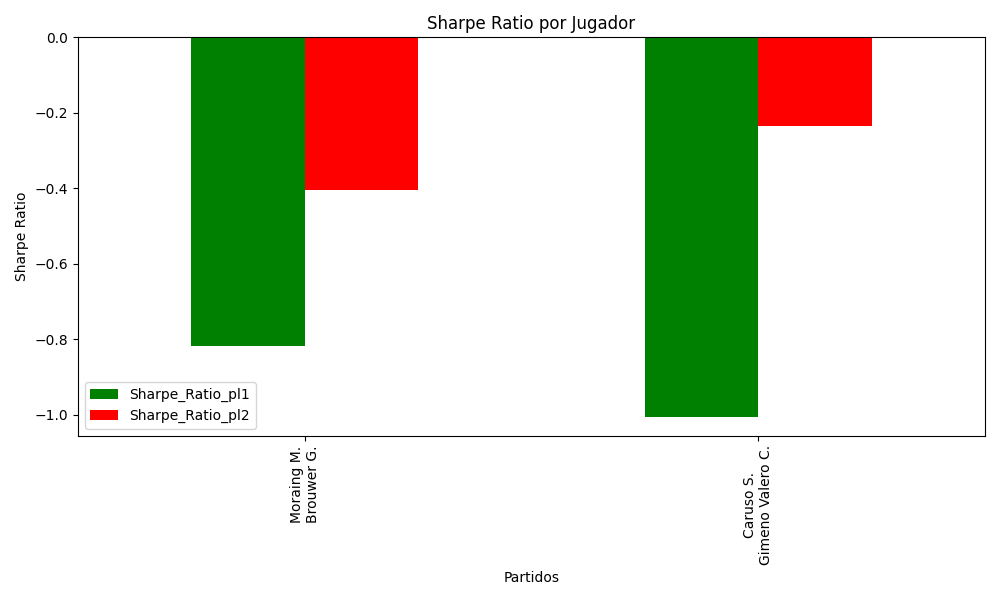 Sharpe Ratio por Jugador
Sharpe Ratio
0.0
−0.2
−0.4
−0.6
−0.8
−1.0
Sharpe_Ratio_pl1
Sharpe_Ratio_pl2
Moraing M.
Brouwer G.
Caruso S.
Gimeno Valero C.
Partidos